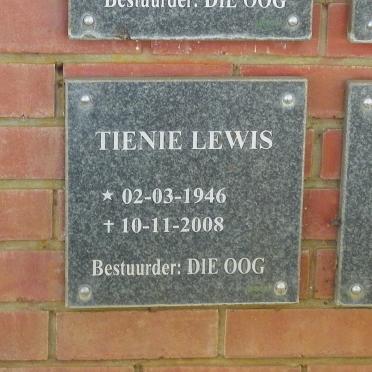 Bestuurder: DIE OOG
TIENIE LEWIS
★ 02-03-1946
✝ 10-11-2008
Bestuurder: DIE OOG